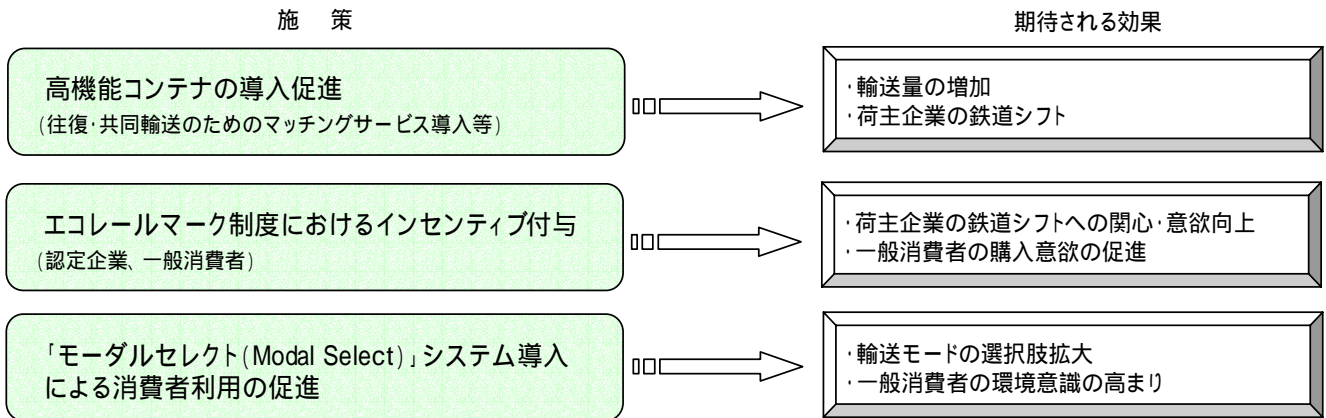 施　策
期待される効果
高機能コンテナの導入促進
(往復・共同輸送のためのマッチングサービス導入等)
・輸送量の増加
・荷主企業の鉄道シフト
エコレールマーク制度におけるインセンティブ付与
(認定企業、一般消費者)
・荷主企業の鉄道シフトへの関心・意欲向上
・一般消費者の購入意欲の促進
「モーダルセレクト(Modal Select)」システム導入
による消費者利用の促進
・輸送モードの選択肢拡大
・一般消費者の環境意識の高まり